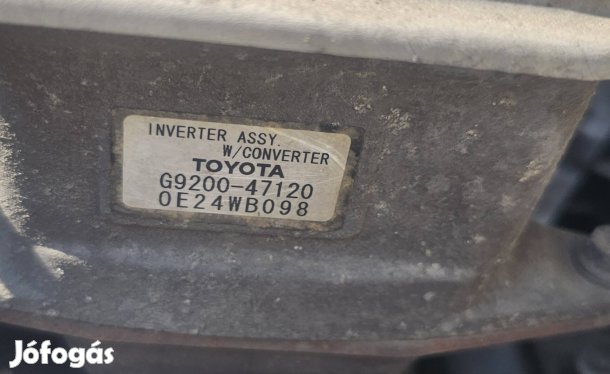 INVERTER ASSY.
W/CONVERTER
TOYOTA
G9200-47120
0E24WB098
Jófogás